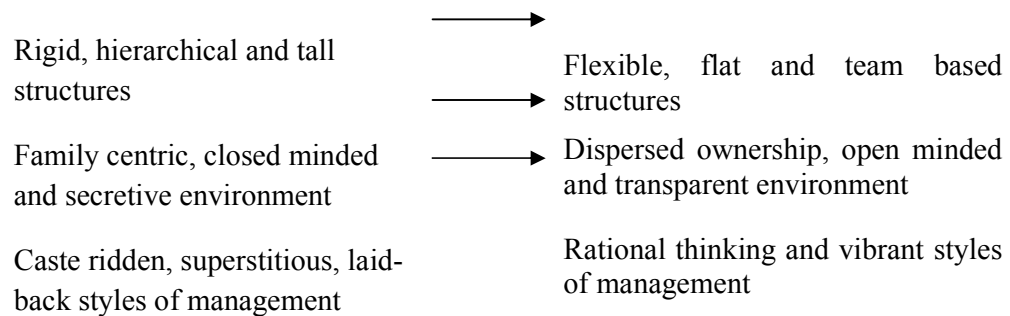 Rigid, hierarchical and tall
structures
Flexible, flat and team based
structures
Family centric, closed minded
and secretive environment
Dispersed ownership, open minded
and transparent environment
Caste ridden, superstitious, laid-
back styles of management
Rational thinking and vibrant styles
of management